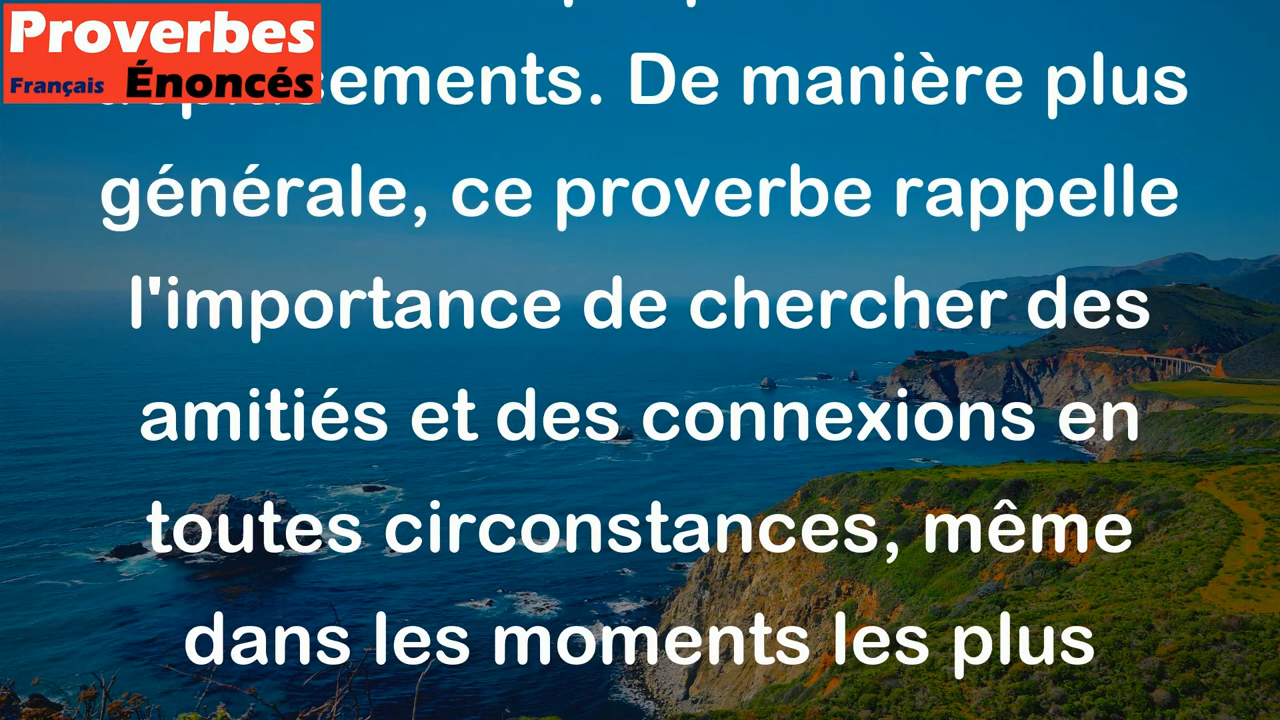 Proverbes
Français Énoncés
. De manière plus
générale, ce proverbe rappelle
l'importance de chercher des
amitiés et des connexions en
toutes circonstances, même
dans les moments les plus